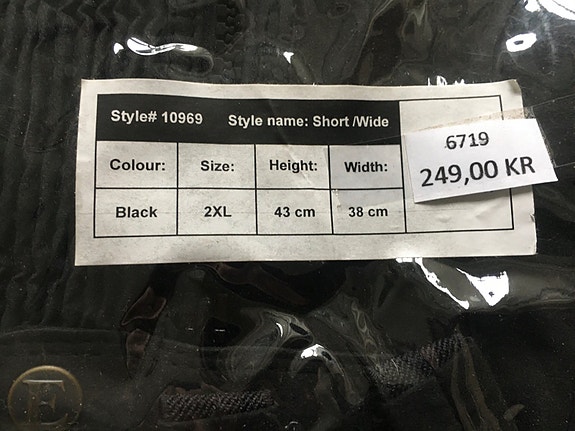 Style# 10969 Style name: Short /Wide
6719
249,00 KR
Colour: Size: Height: Width:
Black 2XL 43 cm 38 cm
E